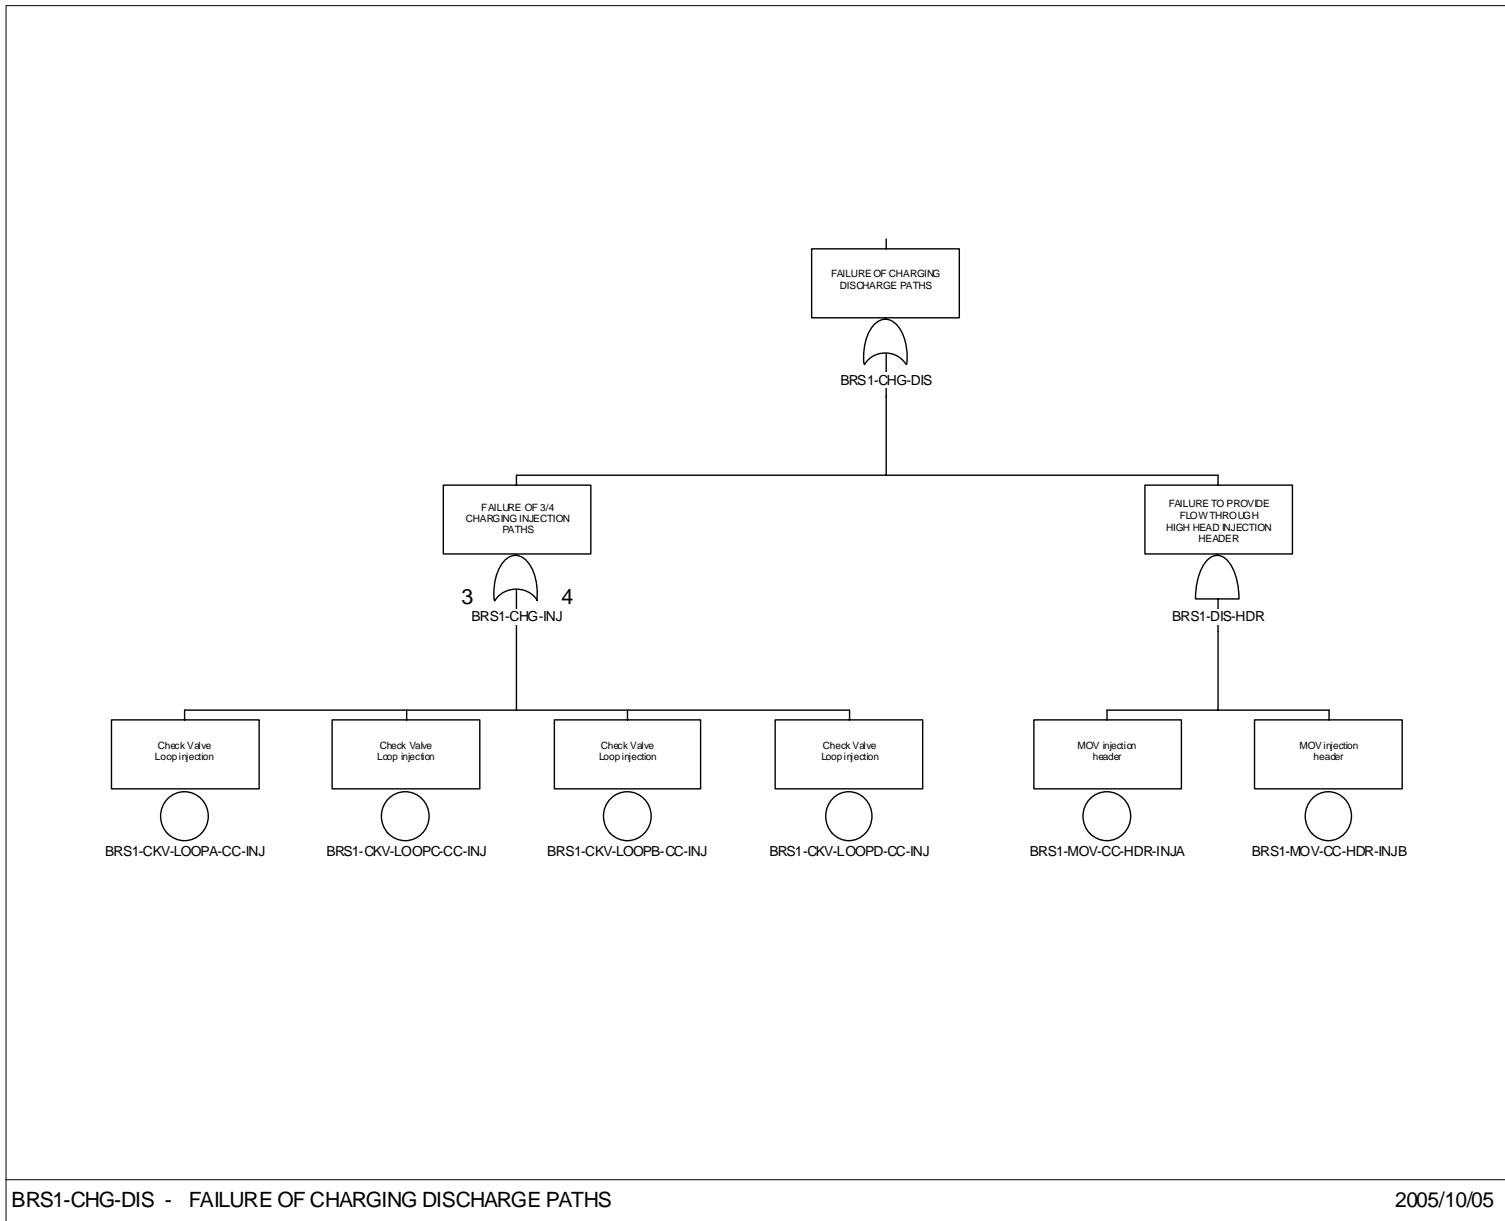 FAILURE OF CHARGING
DISCHARGE PATHS
BRS1-CHG-DIS
FAILURE OF 3/4
CHARGING INJECTION
PATHS
3 4
BRS1-CHG-INJ
FAILURE TO PROVIDE
FLOW THROUGH
HIGH HEAD INJECTION
HEADER
BRS1-DIS-HDR
Check Valve
Loop injection
BRS1-CKV-LOOPA-CC-INJ
Check Valve
Loop injection
BRS1-CKV-LOOPC-CC-INJ
Check Valve
Loop injection
BRS1-CKV-LOOPB-CC-INJ
Check Valve
Loop injection
BRS1-CKV-LOOPD-CC-INJ
MOV injection
header
BRS1-MOV-CC-HDR-INJA
MOV injection
header
BRS1-MOV-CC-HDR-INJB
BRS1-CHG-DIS - FAILURE OF CHARGING DISCHARGE PATHS
2005/10/05